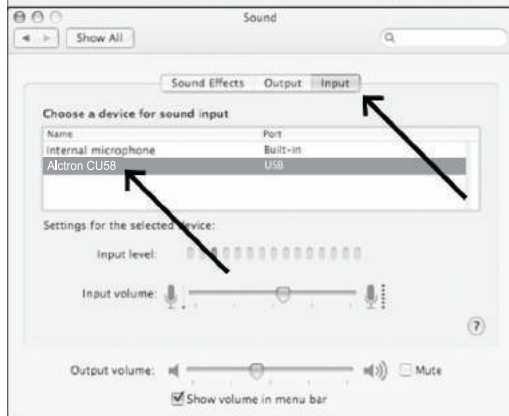 Sound
Show All
Sound Effects Output Input
Choose a device for sound input
Name Port
Internal microphone Built-in
Alctron CU58 USB
Settings for the selected device:
Input level:
Input volume:
?
Output volume: Mute
Show volume in menu bar